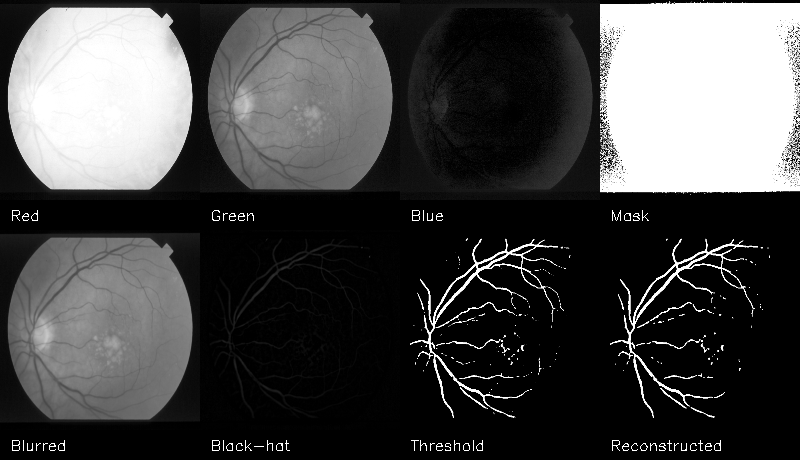 Red
Green
Blue
Mask
Blurred
Black-hat
Threshold
Reconstructed